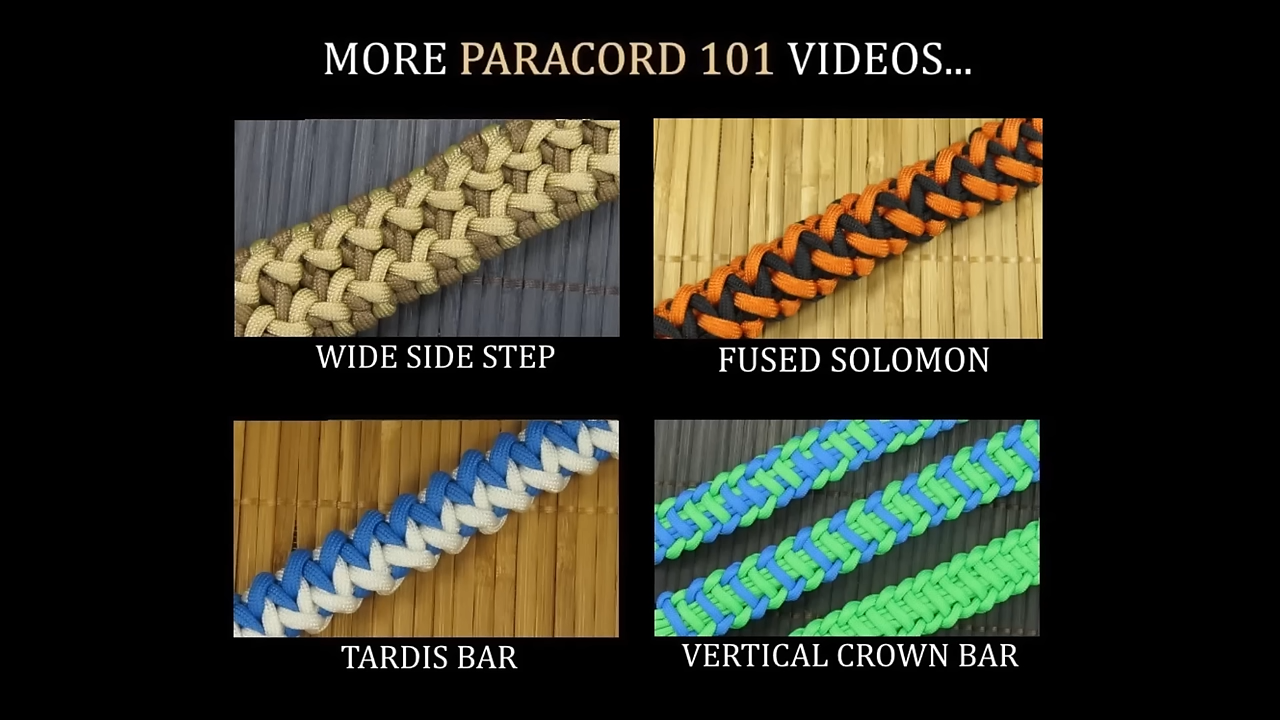 MORE PARACORD 101 VIDEOS...
WIDE SIDE STEP
FUSED SOLOMON
TARDIS BAR
VERTICAL CROWN BAR